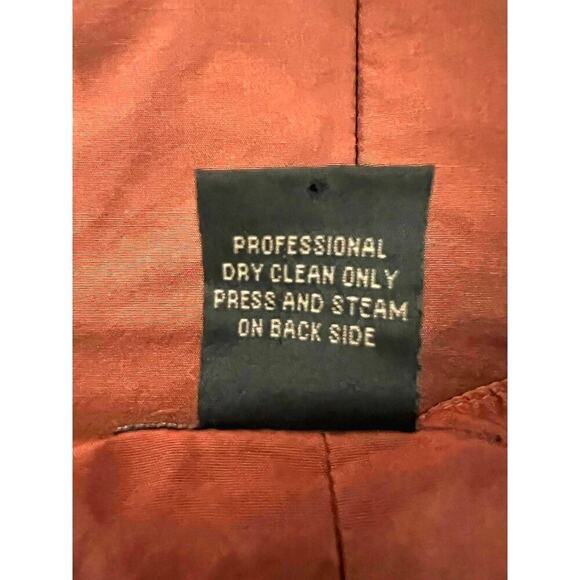 PROFESSIONAL
DRY CLEAN ONLY
PRESS AND STEAM
ON BACK SIDE